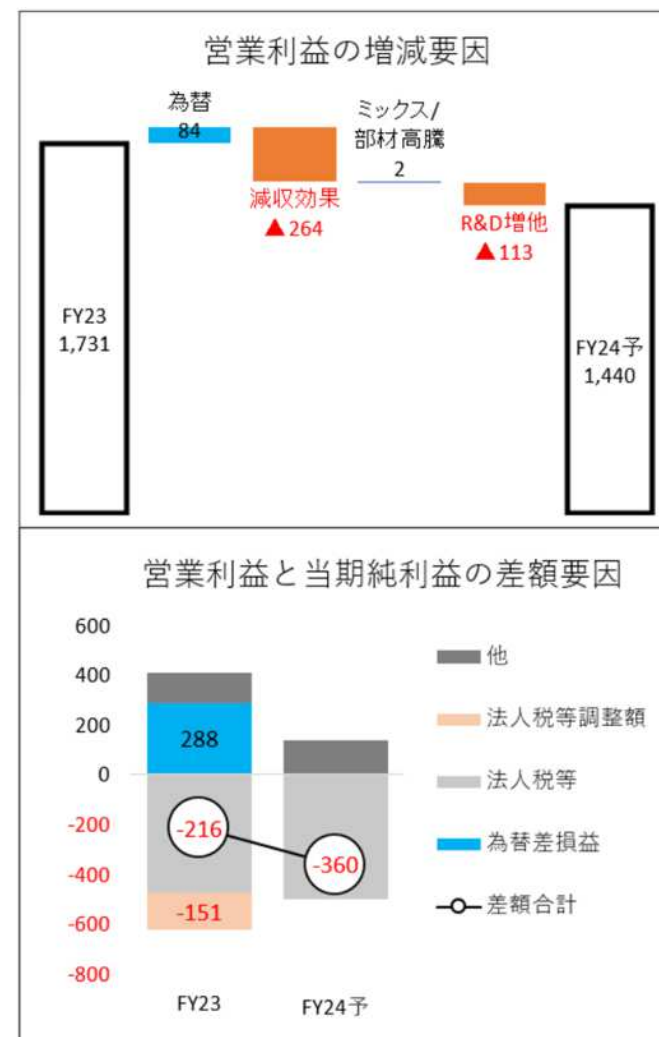 営業利益の増減要因
為替
84
減収効果
▲264
ミックス/
部材高騰
2
R&D増他
▲113
FY23
1,731
FY24予
1,440
営業利益と当期純利益の差額要因
600
400
200
0
-200
-400
-600
-800
288
-216
-151
-360
FY23
FY24予
他
法人税等調整額
法人税等
為替差損益
差額合計